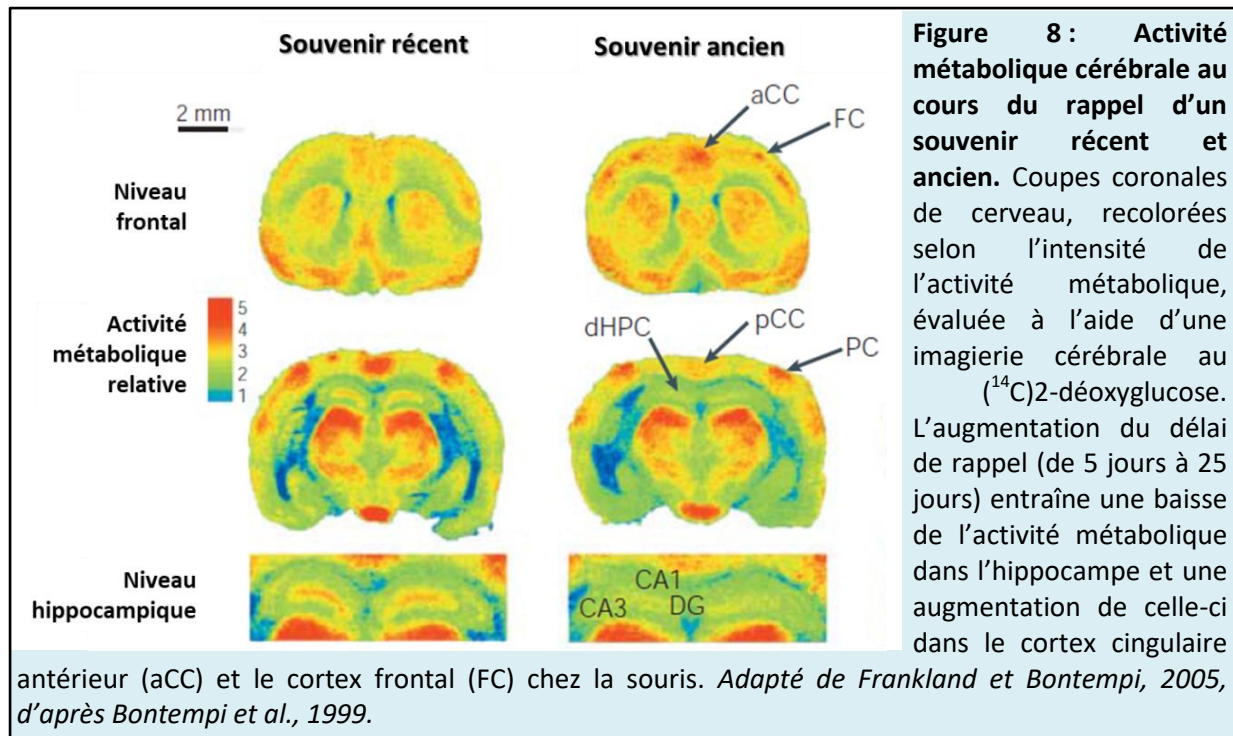 Souvenir récent
Souvenir ancien
2 mm
aCC
FC
Niveau
frontal
Activité
métabolique
relative
5
4
3
2
1
dHPC
pCC
PC
Niveau
hippocampique
CA1
CA3
DG
Figure 8 : Activité
métabolique cérébrale au
cours du rappel d’un
souvenir récent et
ancien. Coupes coronales
de cerveau, recolorées
selon l’intensité de
l’activité métabolique,
évaluée à l’aide d’une
imagierie cérébrale au
(¹⁴C)2-déoxyglucose.
L’augmentation du délai
de rappel (de 5 jours à 25
jours) entraîne une baisse
de l’activité métabolique
dans l’hippocampe et une
augmentation de celle-ci
dans le cortex cingulaire
antérieur (aCC) et le cortex frontal (FC) chez la souris. Adapté de Frankland et Bontempi, 2005,
d’après Bontempi et al., 1999.